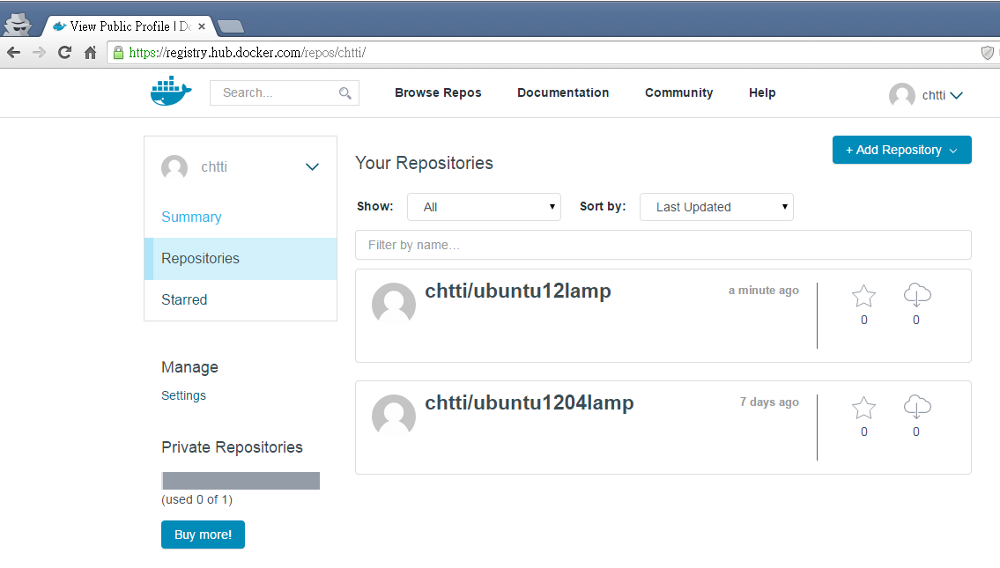 View Public Profile | Do
https://registry.hub.docker.com/repos/chtti/
Search...
Browse Repos
Documentation
Community
Help
chtti
chtti
Summary
Repositories
Starred
Manage
Settings
Private Repositories
(used 0 of 1)
Buy more!
Your Repositories
+ Add Repository
Show: All
Sort by: Last Updated
Filter by name...
chtti/ubuntu12lamp
a minute ago
0
0
chtti/ubuntu1204lamp
7 days ago
0
0